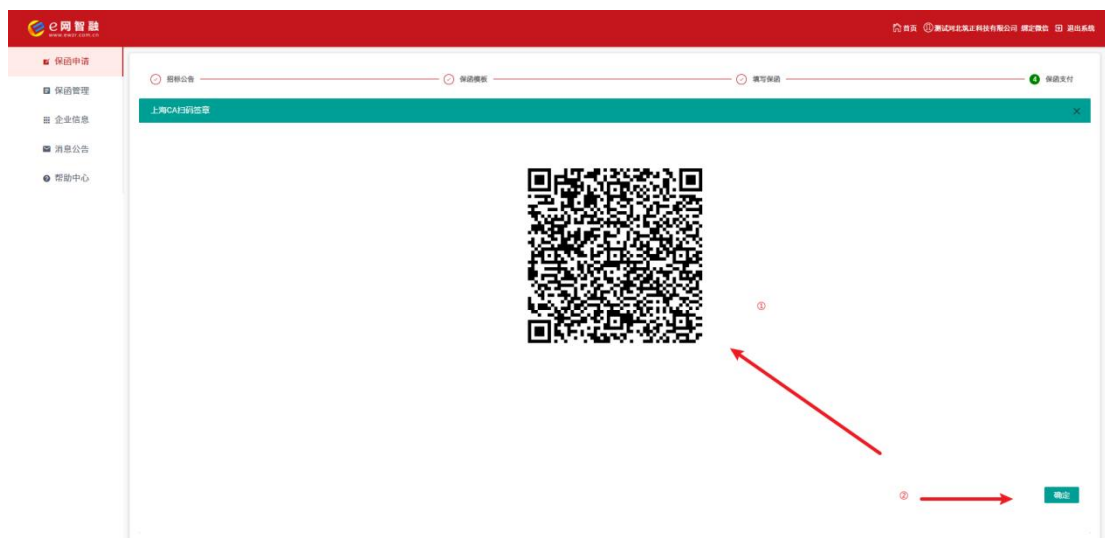 e网智融
www.ewzr.com.cn
首页 测试河北筑正科技有限公司 绑定微信 退出系统
保函申请
保函管理
企业信息
消息公告
帮助中心
招标公告
保函模板
填写保函
4 保函支付
上海CA扫码签章
①
②
确定